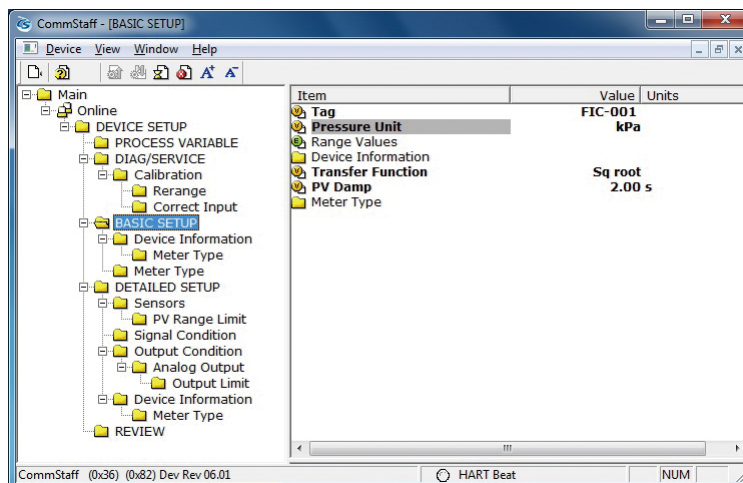 CommStaff - [BASIC SETUP]
Device View Window Help
A+ A-
Main
Online
DEVICE SETUP
PROCESS VARIABLE
DIAG/SERVICE
Calibration
Rerange
Correct Input
BASIC SETUP
Device Information
Meter Type
Meter Type
DETAILED SETUP
Sensors
PV Range Limit
Signal Condition
Output Condition
Analog Output
Output Limit
Device Information
Meter Type
REVIEW
Item Value Units
Tag FIC-001
Pressure Unit kPa
Range Values
Device Information
Transfer Function Sq root
PV Damp 2.00 s
Meter Type
CommStaff (0x36) (0x82) Dev Rev 06.01 HART Beat NUM